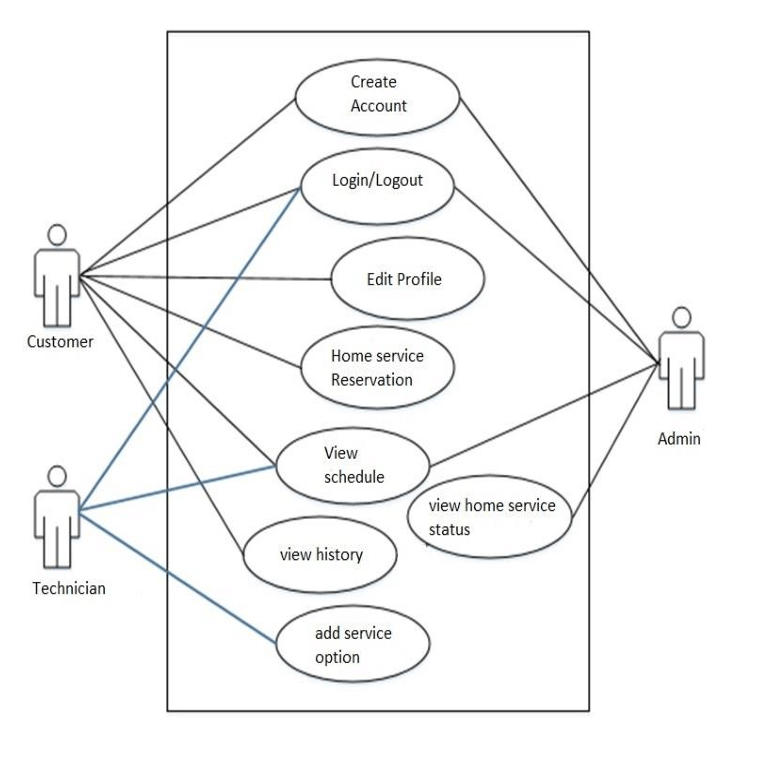 Create
Account
Login/Logout
Edit Profile
Customer
Home service
Reservation
Admin
View
schedule
view home service
status
view history
Technician
add service
option